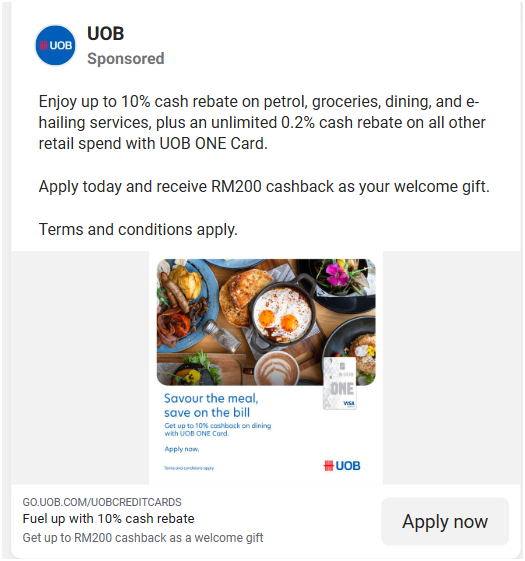 UOB
UOB
Sponsored
Enjoy up to 10% cash rebate on petrol, groceries, dining, and e-
hailing services, plus an unlimited 0.2% cash rebate on all other
retail spend with UOB ONE Card.
Apply today and receive RM200 cashback as your welcome gift.
Terms and conditions apply.
UOB
ONE
VISA
Savour the meal,
save on the bill
Get up to 10% cashback on dining
with UOB ONE Card.
Apply now.
Terms and conditions apply.
UOB
GO.UOB.COM/UOBCREDITCARDS
Fuel up with 10% cash rebate
Get up to RM200 cashback as a welcome gift
Apply now